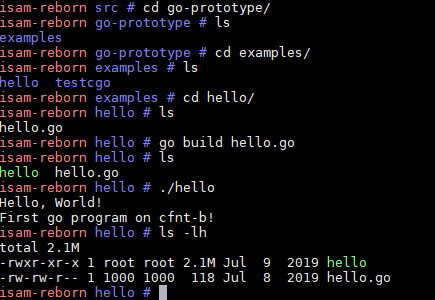 isam-reborn src # cd go-prototype/
isam-reborn go-prototype # ls
examples
isam-reborn go-prototype # cd examples/
isam-reborn examples # ls
hello  testcgo
isam-reborn examples # cd hello/
isam-reborn hello # ls
hello.go
isam-reborn hello # go build hello.go
isam-reborn hello # ls
hello  hello.go
isam-reborn hello # ./hello
Hello, World!
First go program on cfnt-b!
isam-reborn hello # ls -lh
total 2.1M
-rwxr-xr-x 1 root root 2.1M Jul  9  2019 hello
-rw-rw-r-- 1 1000 1000  118 Jul  8  2019 hello.go
isam-reborn hello #